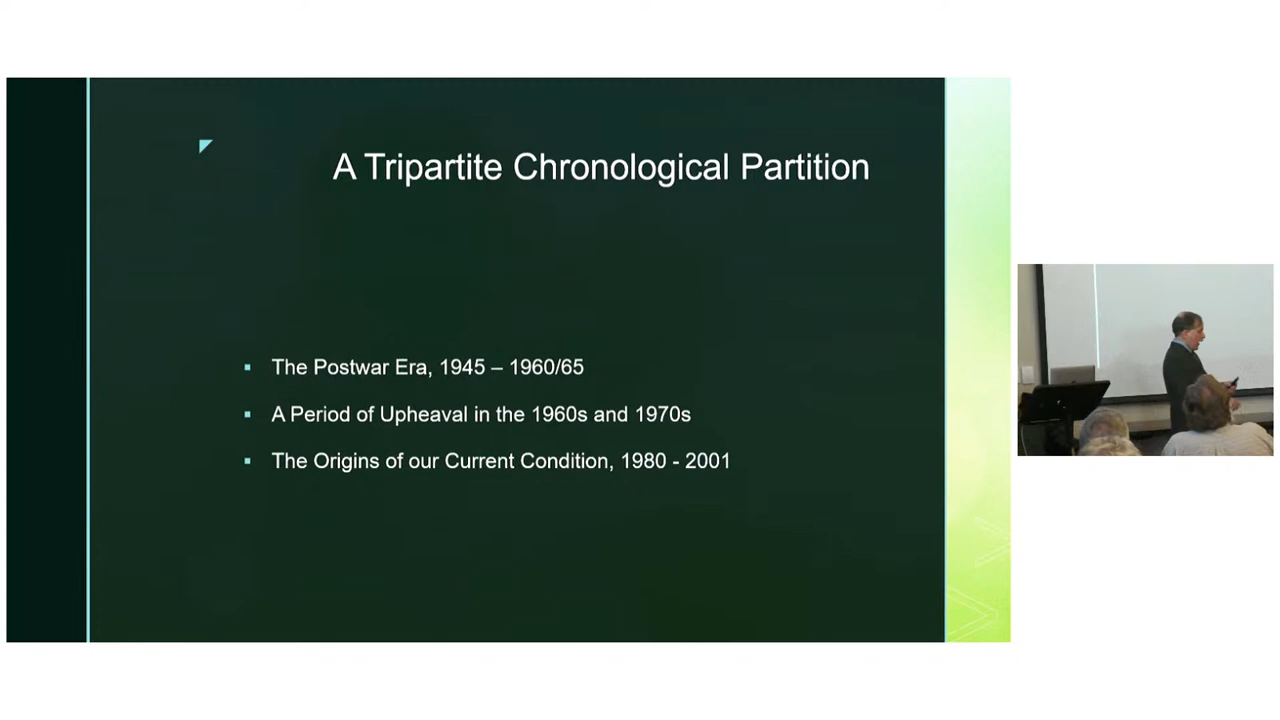 A Tripartite Chronological Partition
▪ The Postwar Era, 1945 – 1960/65
▪ A Period of Upheaval in the 1960s and 1970s
▪ The Origins of our Current Condition, 1980 - 2001